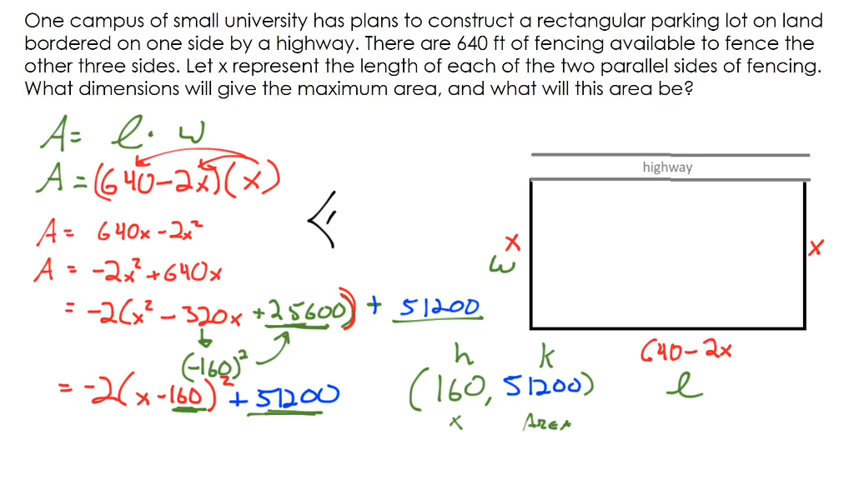 One campus of small university has plans to construct a rectangular parking lot on land
bordered on one side by a highway. There are 640 ft of fencing available to fence the
other three sides. Let x represent the length of each of the two parallel sides of fencing.
What dimensions will give the maximum area, and what will this area be?
A = l · w
A = (640-2x)(x)
A = 640x - 2x²
A = -2x² + 640x
= -2(x² - 320x + 25600) + 51200
(-160)²
= -2(x - 160)² + 51200
h k
(160, 51200)
x AREA
highway
x
w
x
640-2x
l